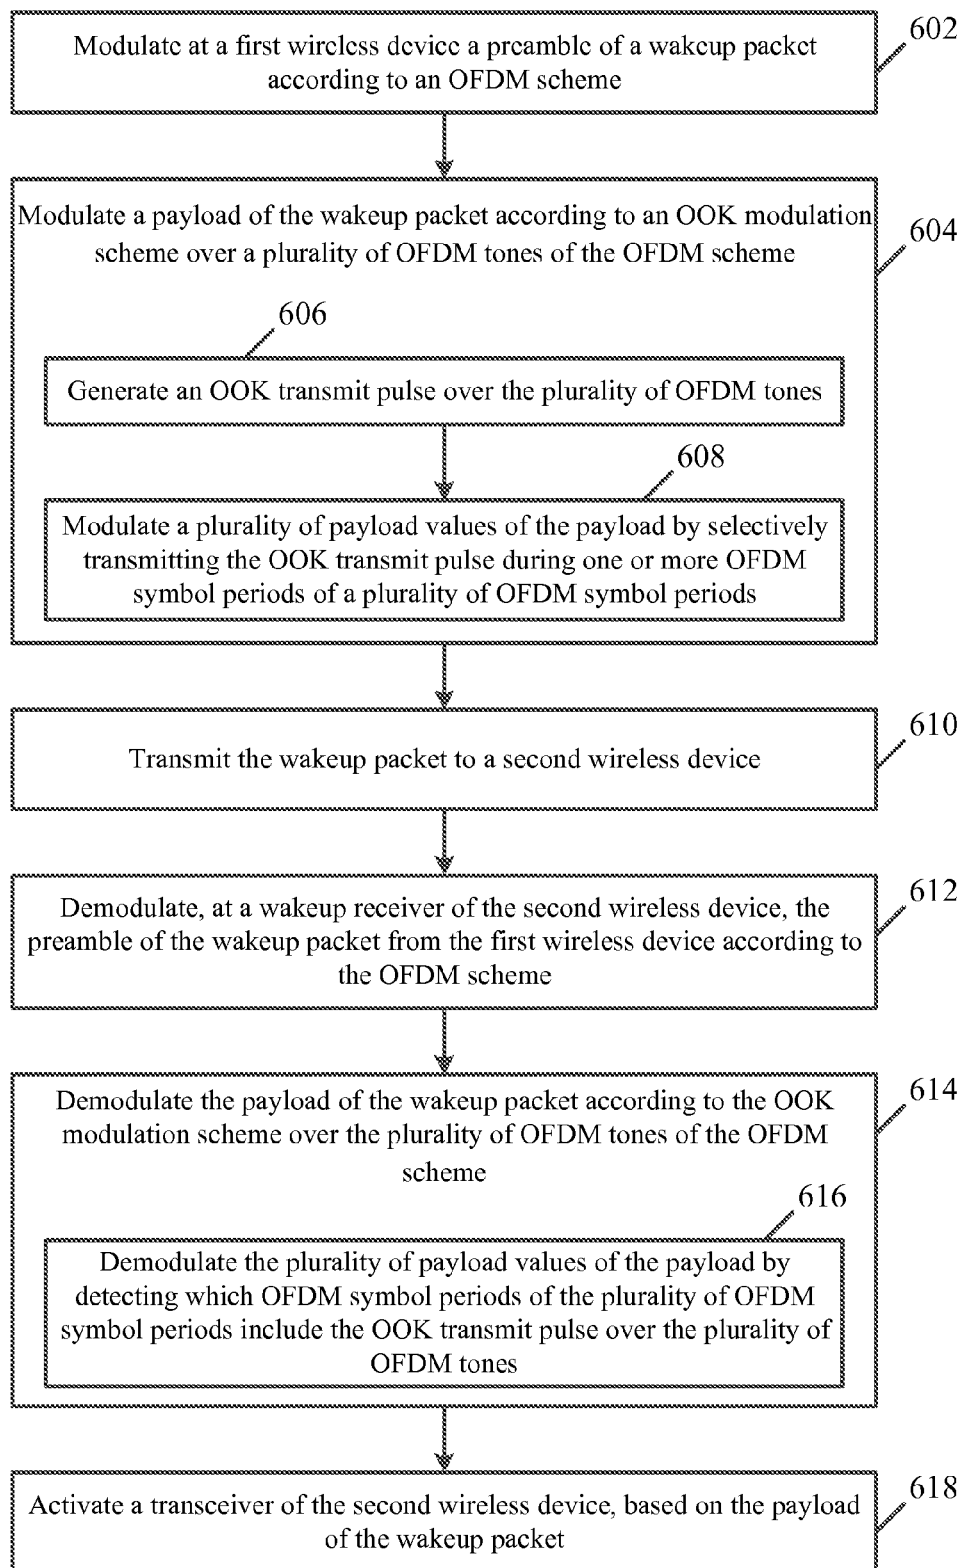 602
Modulate at a first wireless device a preamble of a wakeup packet
according to an OFDM scheme
604
Modulate a payload of the wakeup packet according to an OOK modulation
scheme over a plurality of OFDM tones of the OFDM scheme
606
Generate an OOK transmit pulse over the plurality of OFDM tones
608
Modulate a plurality of payload values of the payload by selectively
transmitting the OOK transmit pulse during one or more OFDM
symbol periods of a plurality of OFDM symbol periods
610
Transmit the wakeup packet to a second wireless device
612
Demodulate, at a wakeup receiver of the second wireless device, the
preamble of the wakeup packet from the first wireless device according to
the OFDM scheme
614
Demodulate the payload of the wakeup packet according to the OOK
modulation scheme over the plurality of OFDM tones of the OFDM
scheme
616
Demodulate the plurality of payload values of the payload by
detecting which OFDM symbol periods of the plurality of OFDM
symbol periods include the OOK transmit pulse over the plurality of
OFDM tones
618
Activate a transceiver of the second wireless device, based on the payload
of the wakeup packet